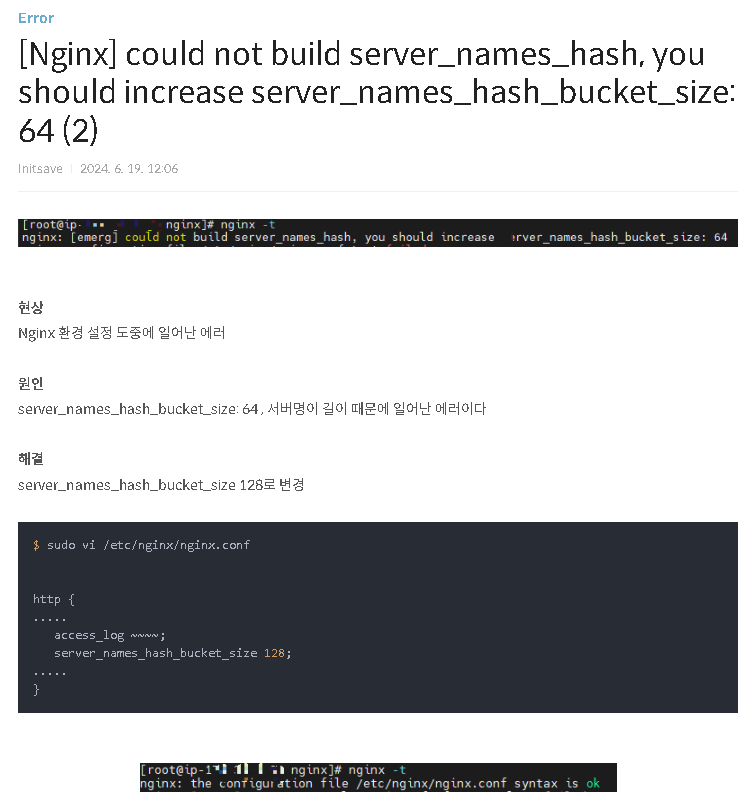 Error
[Nginx] could not build server_names_hash, you
should increase server_names_hash_bucket_size:
64 (2)
Initsave | 2024. 6. 19. 12:06
[root@ip- nginx]# nginx -t
nginx: [emerg] could not build server_names_hash, you should increase erver_names_hash_bucket_size: 64
현상
Nginx 환경 설정 도중에 일어난 에러
원인
server_names_hash_bucket_size: 64 , 서버명이 길이 때문에 일어난 에러이다
해결
server_names_hash_bucket_size 128로 변경
$ sudo vi /etc/nginx/nginx.conf
http {
.....
access_log ~~~~;
server_names_hash_bucket_size 128;
.....
}
[root@ip-1 nginx]# nginx -t
nginx: the configuration file /etc/nginx/nginx.conf syntax is ok